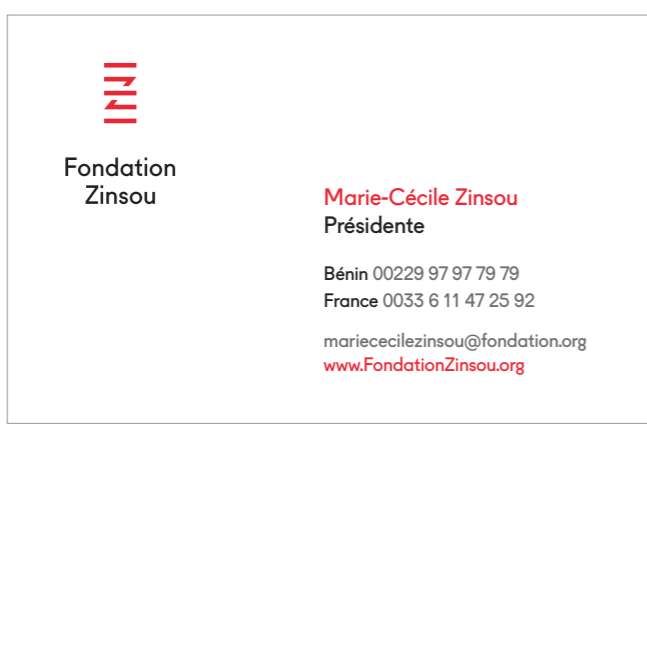 Fondation
Zinsou
Marie-Cécile Zinsou
Présidente
Bénin 00229 97 97 79 79
France 0033 6 11 47 25 92
mariececilezinsou@fondation.org
www.FondationZinsou.org